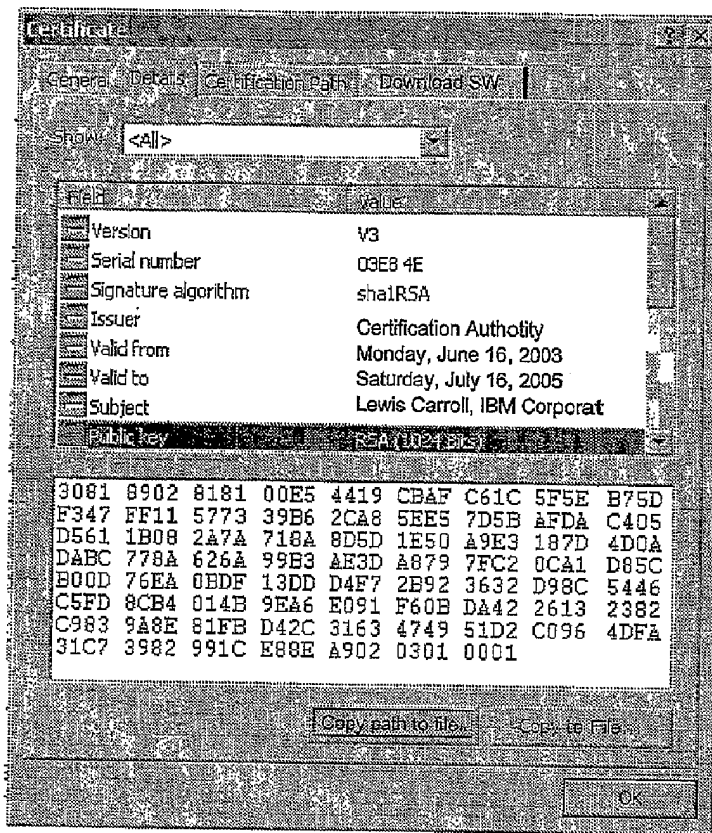 Certificate
General Details Certification Path Download SW
Show: <All>
Field Value
Version V3
Serial number 03E8 4E
Signature algorithm sha1RSA
Issuer Certification Authotity
Valid from Monday, June 16, 2003
Valid to Saturday, July 16, 2005
Subject Lewis Carroll, IBM Corporat
Public key RSA (1024 Bits)
3081 8902 8181 00E5 4419 CBAF C61C 5F5E B75D
F347 FF11 5773 39B6 2CA8 5EE5 7D5B AFDA C405
D561 1B08 2A7A 718A 8D5D 1E50 A9E3 187D 4D0A
DABC 778A 626A 99B3 AE3D A879 7FC2 0CA1 D85C
B00D 76EA 0BDF 13DD D4F7 2B92 3632 D98C 5446
C5FD 8CB4 014B 9EA6 E091 F60B DA42 2613 2382
C983 9A8E 81FB D42C 3163 4749 51D2 C096 4DFA
31C7 3982 991C E88E A902 0301 0001
Copy path to file... Copy to File...
OK